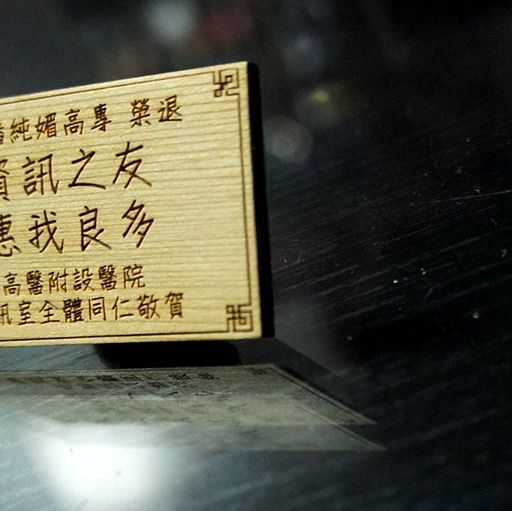 純媚高專 榮退
資訊之友
惠我良多
高醫附設醫院
訊室全體同仁敬賀